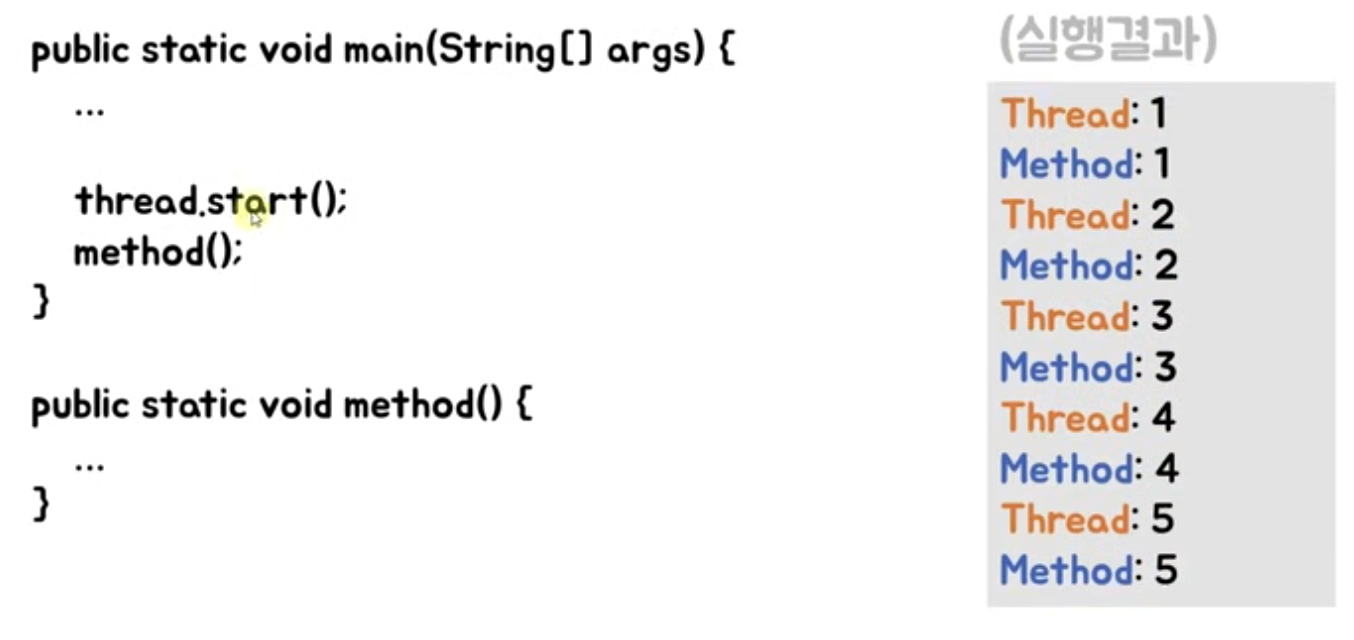 public static void main(String[] args) {
...
thread.start();
method();
}
public static void method() {
...
}
(실행결과)
Thread: 1
Method: 1
Thread: 2
Method: 2
Thread: 3
Method: 3
Thread: 4
Method: 4
Thread: 5
Method: 5